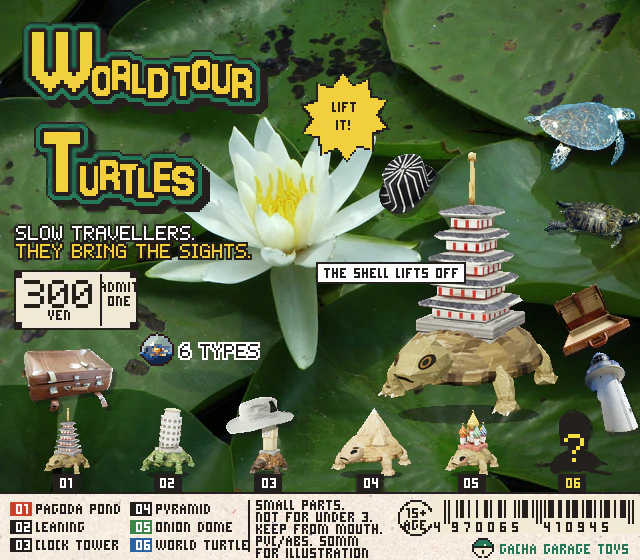 WORLD TOUR
TURTLES
LIFT
IT!
SLOW TRAVELLERS.
THEY BRING THE SIGHTS.
300
YEN
ADMIT
ONE
THE SHELL LIFTS OFF
6 TYPES
?
01
02
03
04
05
06
01 PAGODA POND
02 LEANING
03 CLOCK TOWER
04 PYRAMID
05 ONION DOME
06 WORLD TURTLE
SMALL PARTS.
NOT FOR UNDER 3.
KEEP FROM MOUTH.
PVC/ABS. 50MM
FOR ILLUSTRATION
15+
AGE
4 970065 410945
GACHA GARAGE TOYS